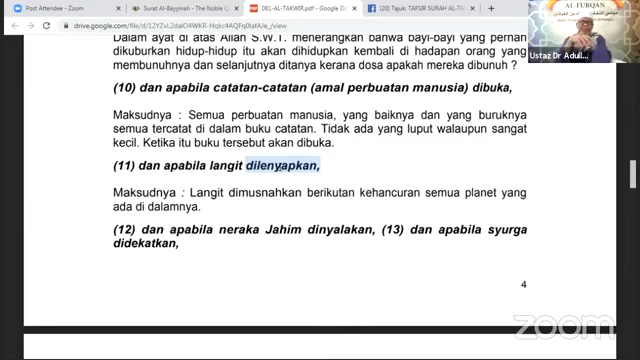 Post Attendee - Zoom
Surat Al-Bayyinah - The Noble Q
081-AL-TAKWIR.pdf - Google D
(20) Tajuk: TAFSIR SURAH AL-TA
drive.google.com/file/d/12YzvL2dalO4WKR-Hqkc4AQFq0IafAJe_/view
AL-FURQAN
Ustaz Dr Adull...
Dalam ayat di atas Allah S.W.T. menerangkan bahwa bayi-bayi yang pernah
dikuburkan hidup-hidup itu akan dihidupkan kembali di hadapan orang yang
membunuhnya dan selanjutnya ditanya kerana dosa apakah mereka dibunuh ?
(10) dan apabila catatan-catatan (amal perbuatan manusia) dibuka,
Maksudnya : Semua perbuatan manusia, yang baiknya dan yang buruknya
semua tercatat di dalam buku catatan. Tidak ada yang luput walaupun sangat
kecil. Ketika itu buku tersebut akan dibuka.
(11) dan apabila langit dilenyapkan,
Maksudnya : Langit dimusnahkan berikutan kehancuran semua planet yang
ada di dalamnya.
(12) dan apabila neraka Jahim dinyalakan, (13) dan apabila syurga
didekatkan,
4
zoom